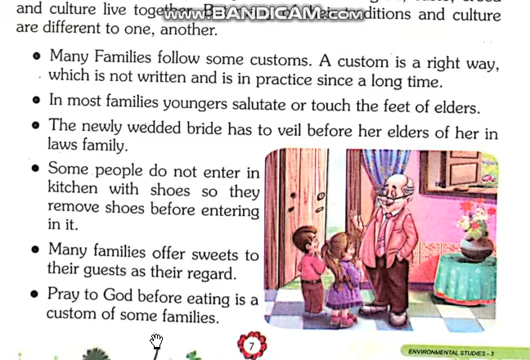 and culture live together. B
www.BANDICAM.com
traditions and culture
are different to one, another.
• Many Families follow some customs. A custom is a right way,
which is not written and is in practice since a long time.
• In most families youngers salutate or touch the feet of elders.
• The newly wedded bride has to veil before her elders of her in
laws family.
• Some people do not enter in
kitchen with shoes so they
remove shoes before entering
in it.
• Many families offer sweets to
their guests as their regard.
• Pray to God before eating is a
custom of some families.
7
ENVIRONMENTAL STUDIES - 3